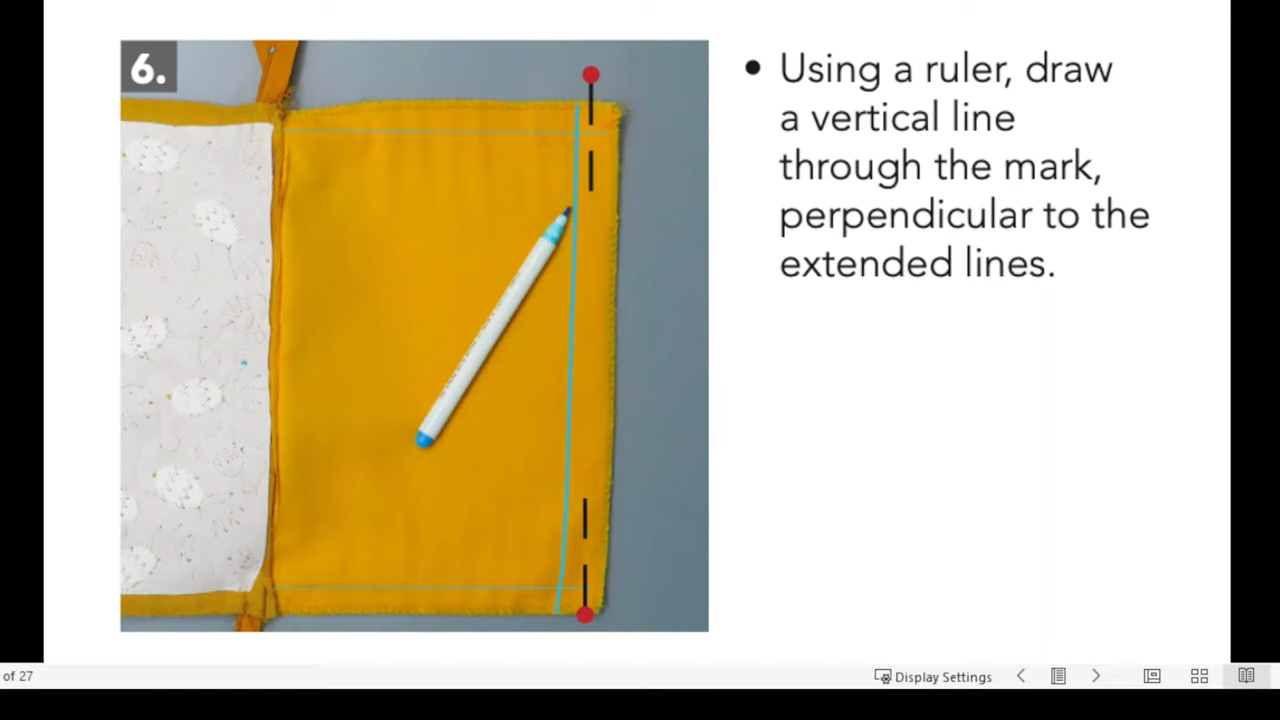 6.
• Using a ruler, draw
a vertical line
through the mark,
perpendicular to the
extended lines.
of 27
Display Settings